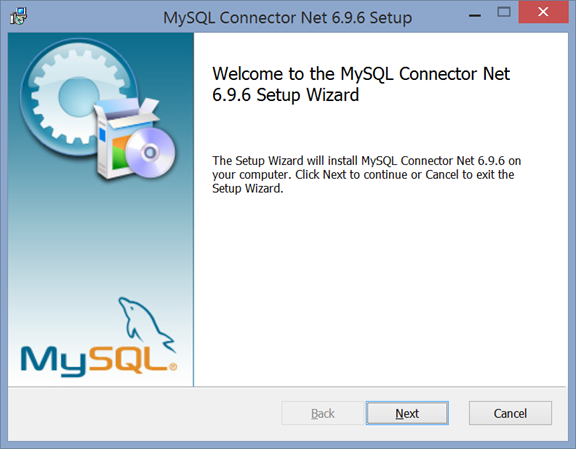 MySQL Connector Net 6.9.6 Setup
Welcome to the MySQL Connector Net
6.9.6 Setup Wizard
The Setup Wizard will install MySQL Connector Net 6.9.6 on
your computer. Click Next to continue or Cancel to exit the
Setup Wizard.
MySQL®
Back Next Cancel